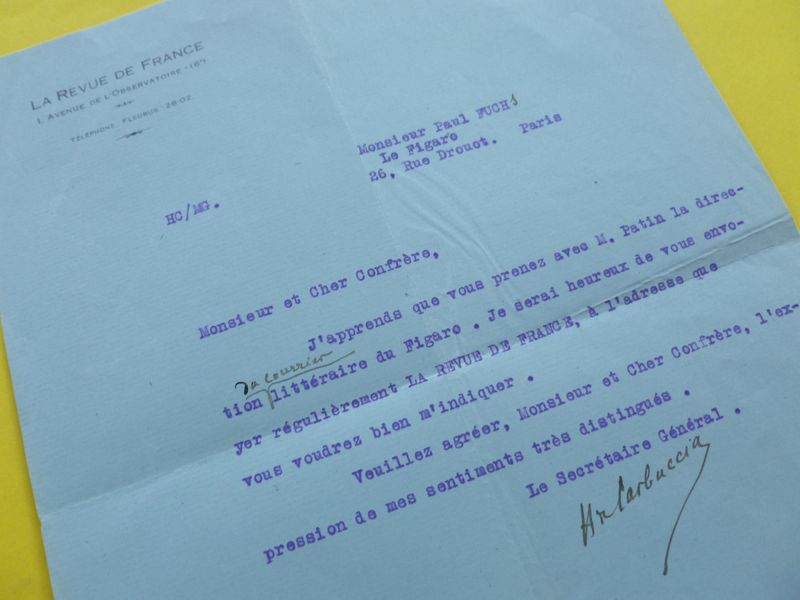 LA REVUE DE FRANCE
1, AVENUE DE L'OBSERVATOIRE - (6e)
TÉLÉPHONE FLEURUS 28-02
Monsieur Paul FUCHS
Le Figaro
26, Rue Drouot. Paris
HC/MG.
Monsieur et Cher Confrère,
J'apprends que vous prenez avec M. Patin la direc-
du courrier
tion littéraire du Figaro . Je serai heureux de vous envo-
yer régulièrement LA REVUE DE FRANCE, à l'adresse que
vous voudrez bien m'indiquer .
Veuillez agréer, Monsieur et Cher Confrère, l'ex-
pression de mes sentiments très distingués .
Le Secrétaire Général .
H de Carbuccia